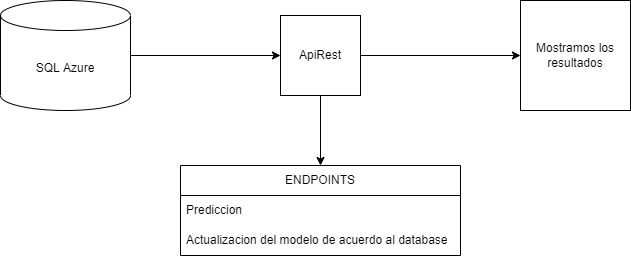 SQL Azure
ApiRest
Mostramos los
resultados
ENDPOINTS
Prediccion
Actualizacion del modelo de acuerdo al database